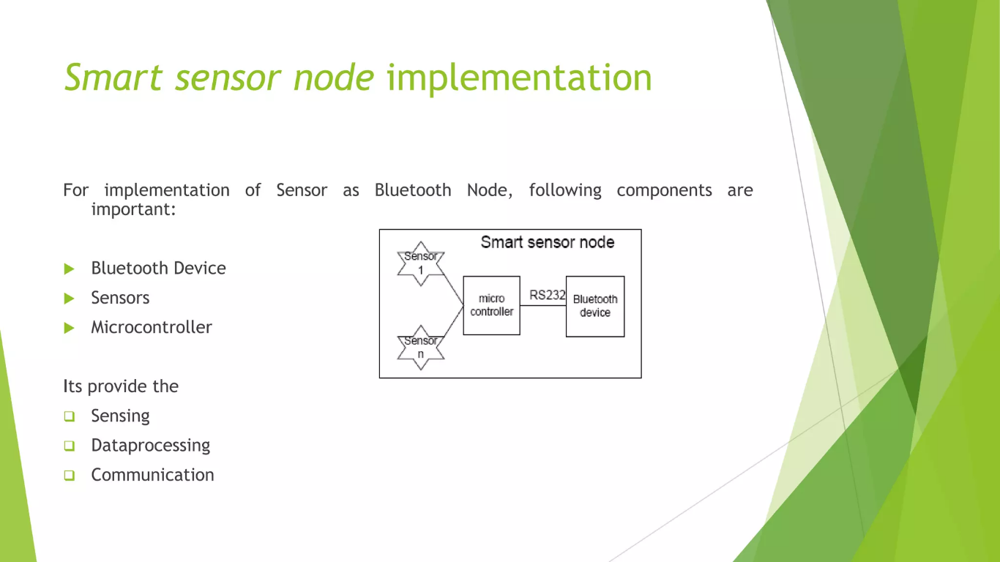 Smart sensor node implementation
For implementation of Sensor as Bluetooth Node, following components are
important:
Bluetooth Device
Sensors
Microcontroller
Smart sensor node
Sensor
1
micro
controller
RS232
Bluetooth
device
Sensor
n
Its provide the
Sensing
Dataprocessing
Communication